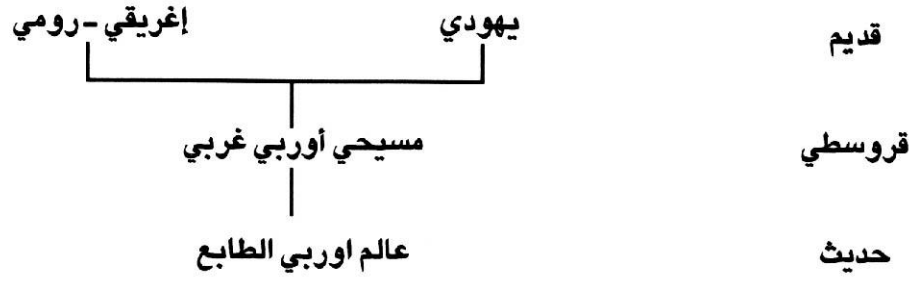 قديم يهودي إغريقي-رومي
قروسطي مسيحي أوربي غربي
حديث عالم اوربي الطابع